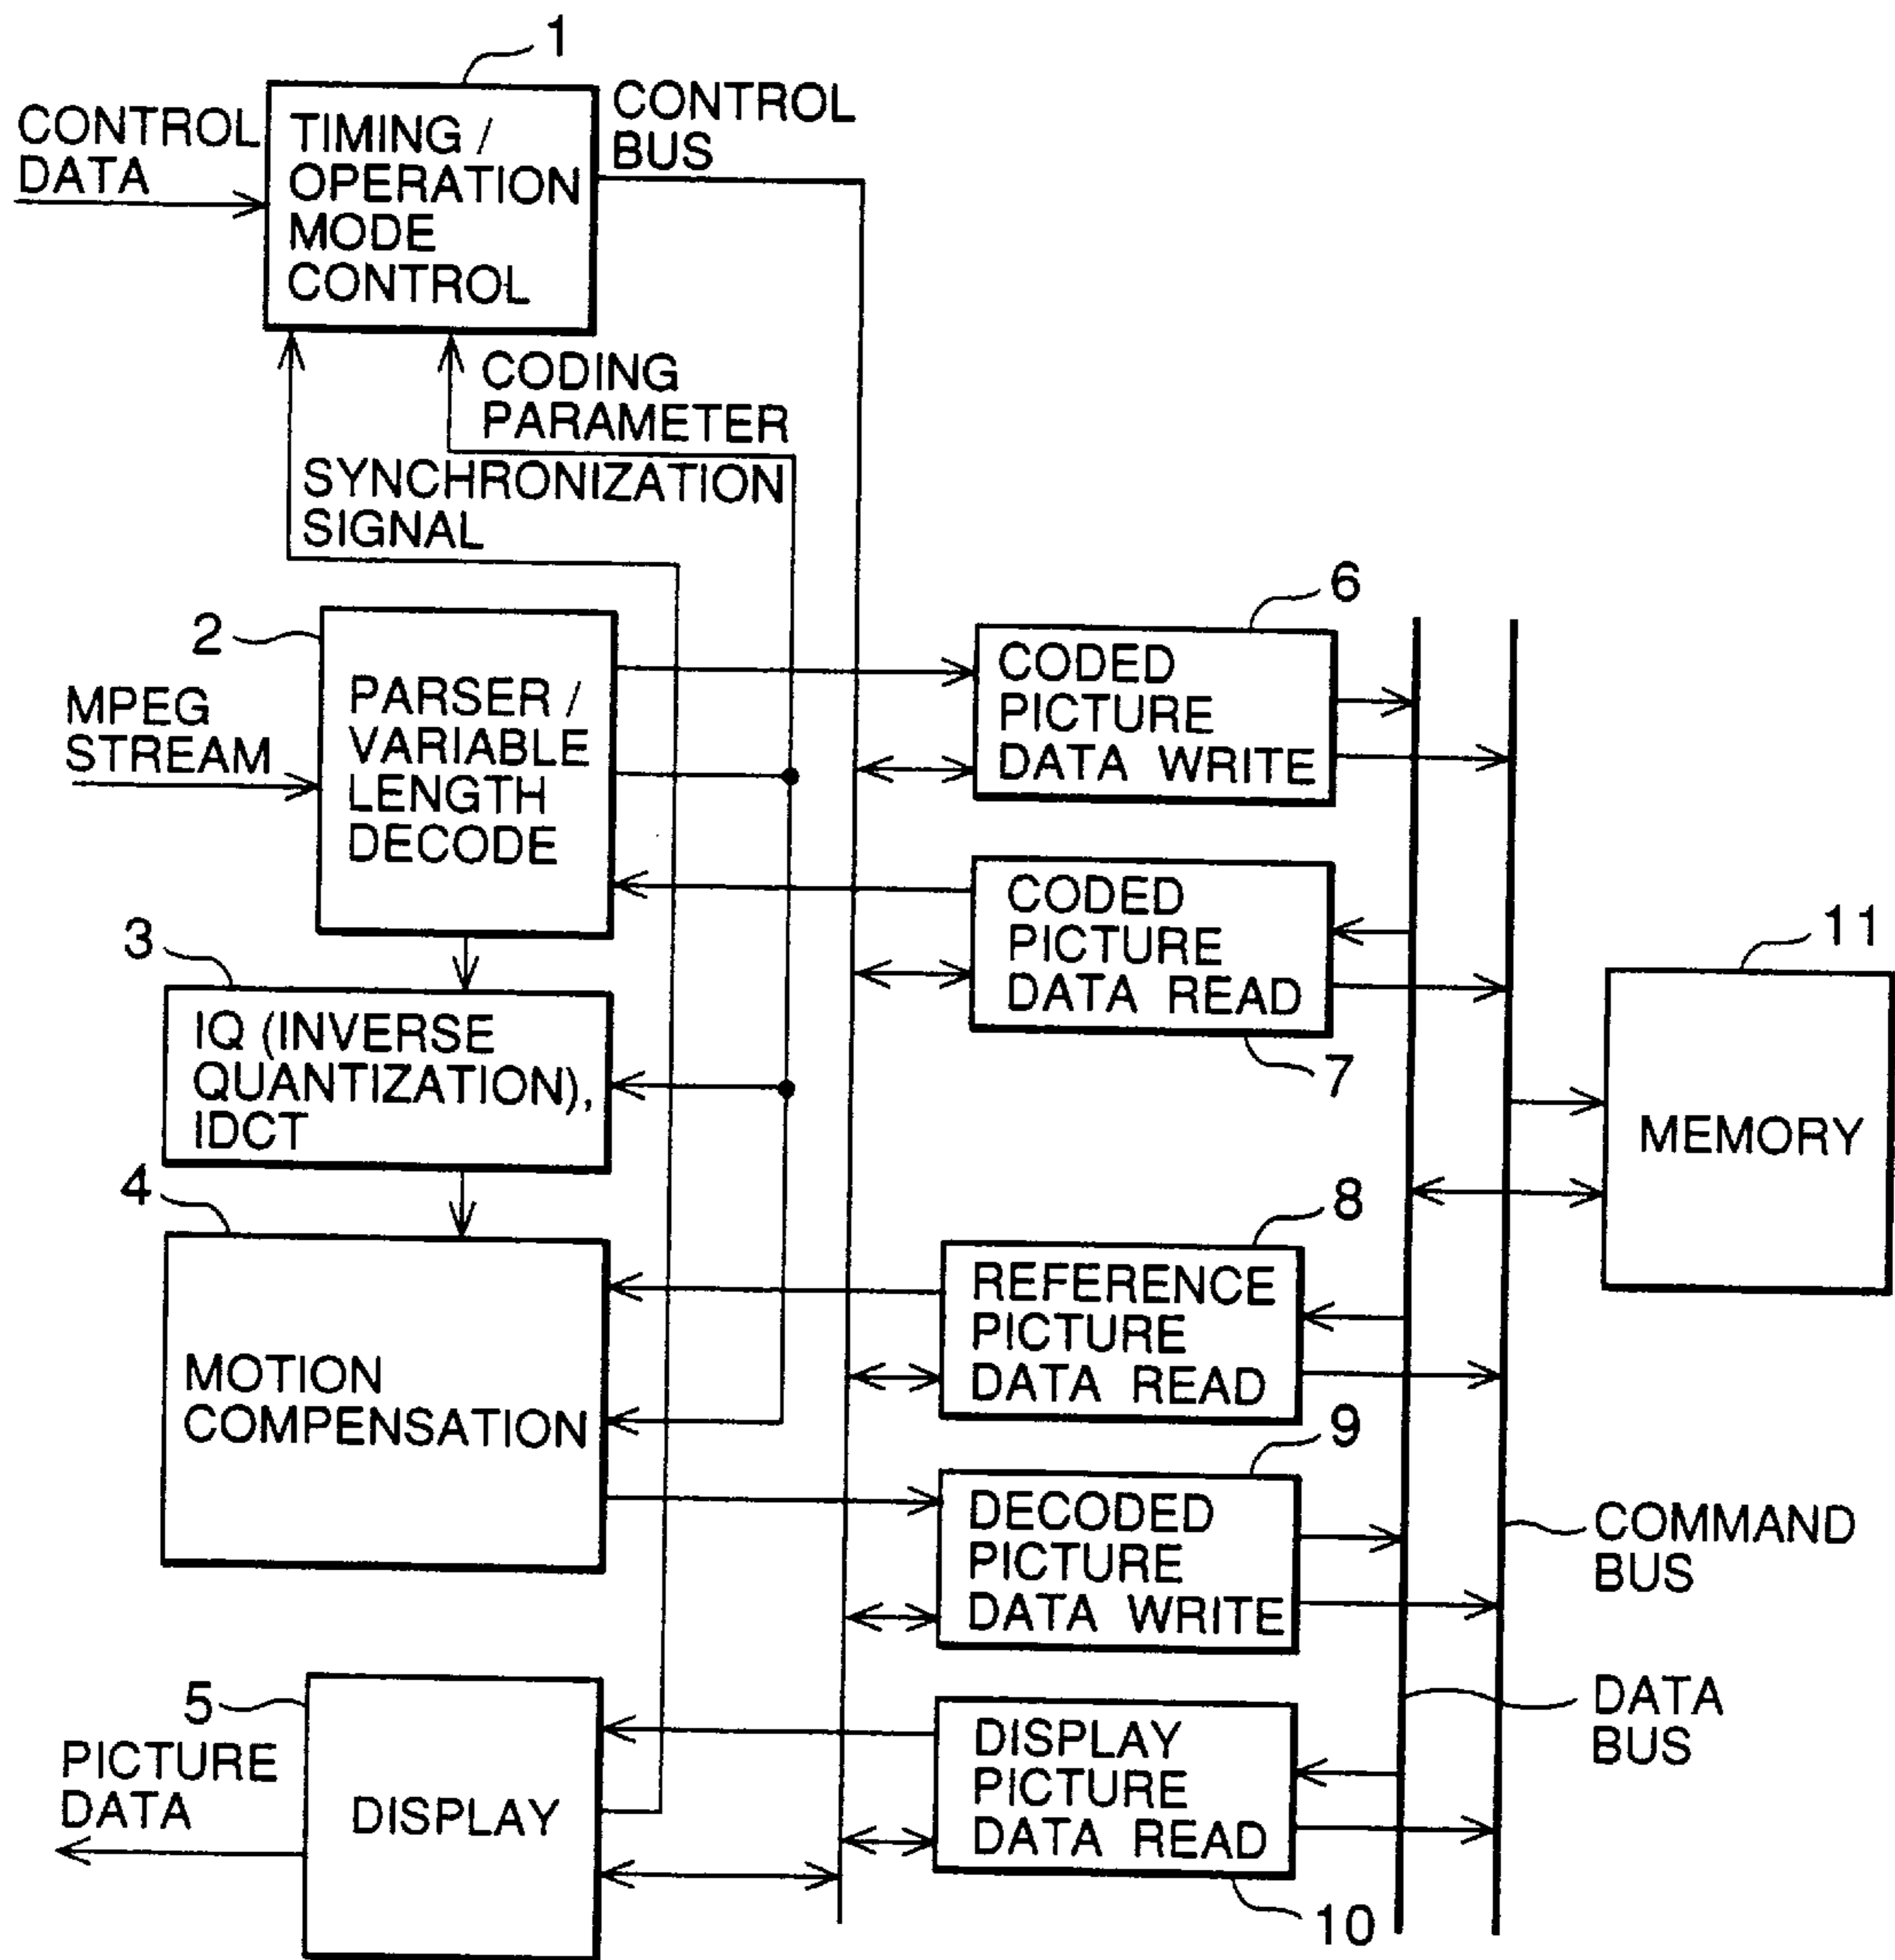 1
CONTROL
DATA
TIMING /
OPERATION
MODE
CONTROL
CONTROL
BUS
CODING
PARAMETER
SYNCHRONIZATION
SIGNAL
2
MPEG
STREAM
PARSER /
VARIABLE
LENGTH
DECODE
6
CODED
PICTURE
DATA WRITE
CODED
PICTURE
DATA READ
7
3
IQ (INVERSE
QUANTIZATION),
IDCT
11
MEMORY
4
MOTION
COMPENSATION
8
REFERENCE
PICTURE
DATA READ
9
DECODED
PICTURE
DATA WRITE
COMMAND
BUS
5
PICTURE
DATA
DISPLAY
DISPLAY
PICTURE
DATA READ
10
DATA
BUS